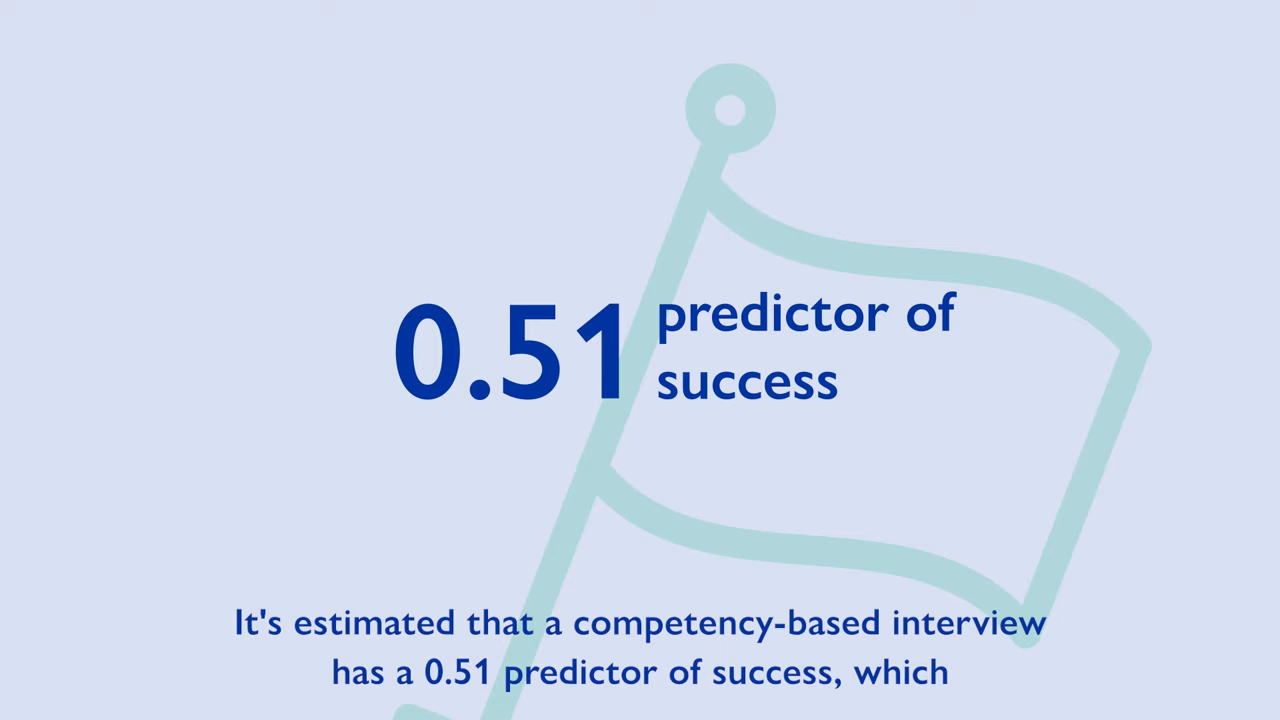 0.51 predictor of
success
It's estimated that a competency-based interview
has a 0.51 predictor of success, which